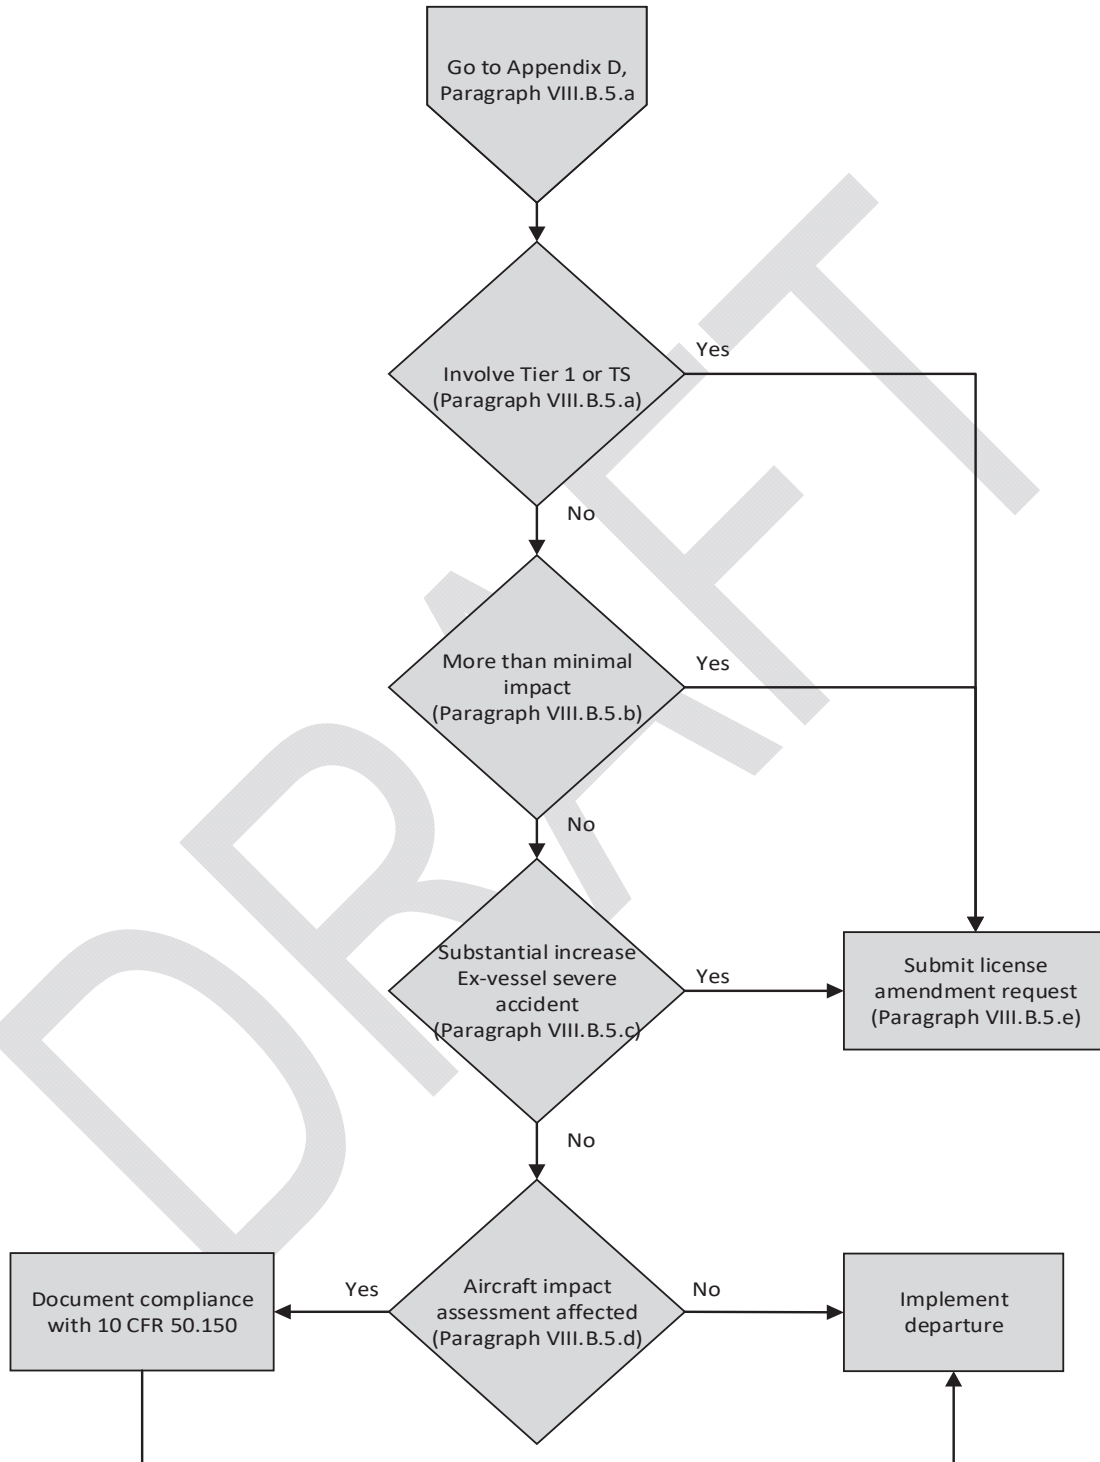 Go to Appendix D,
Paragraph VIII.B.5.a
Involve Tier 1 or TS
(Paragraph VIII.B.5.a)
Yes
No
More than minimal
impact
(Paragraph VIII.B.5.b)
Yes
No
Substantial increase
Ex-vessel severe
accident
(Paragraph VIII.B.5.c)
Yes
Submit license
amendment request
(Paragraph VIII.B.5.e)
No
Aircraft impact
assessment affected
(Paragraph VIII.B.5.d)
Yes
Document compliance
with 10 CFR 50.150
No
Implement
departure
DRAFT